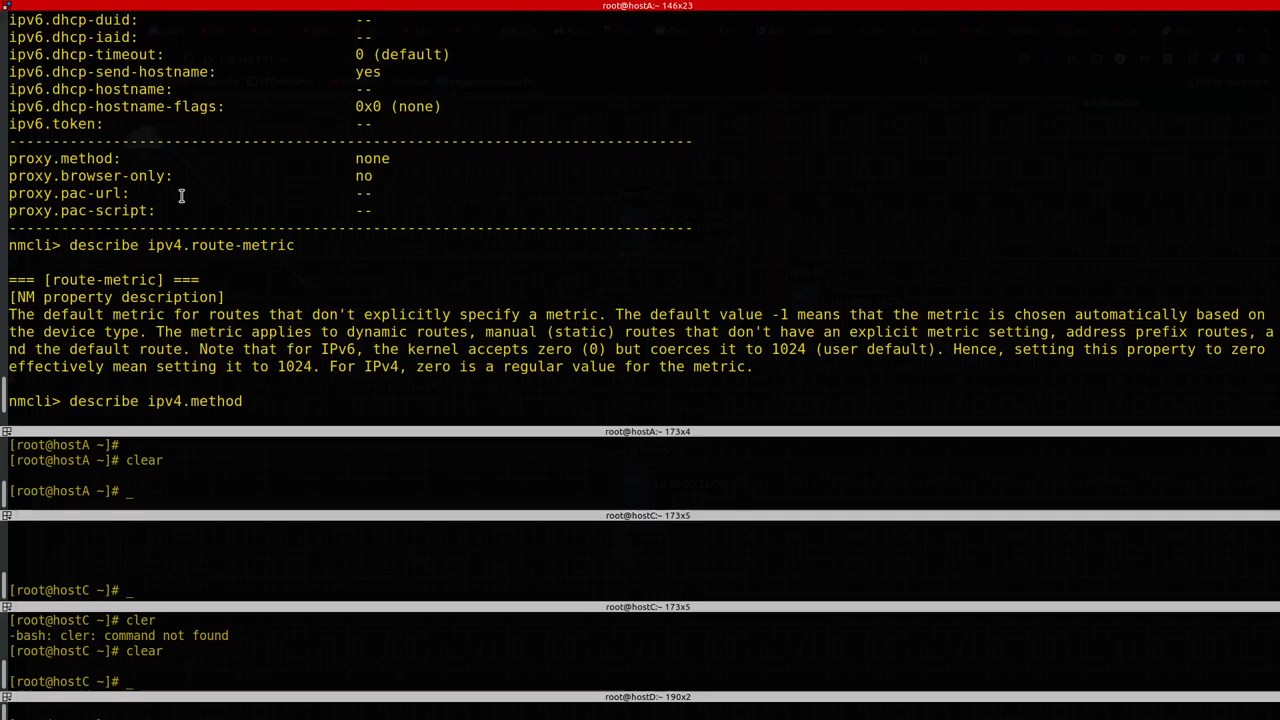 root@hostA:~ 146x23
ipv6.dhcp-duid: --
ipv6.dhcp-iaid: --
ipv6.dhcp-timeout: 0 (default)
ipv6.dhcp-send-hostname: yes
ipv6.dhcp-hostname: --
ipv6.dhcp-hostname-flags: 0x0 (none)
ipv6.token: --
-------------------------------------------------------------------------------
proxy.method: none
proxy.browser-only: no
proxy.pac-url: --
proxy.pac-script: --
-------------------------------------------------------------------------------
nmcli> describe ipv4.route-metric
=== [route-metric] ===
[NM property description]
The default metric for routes that don't explicitly specify a metric. The default value -1 means that the metric is chosen automatically based on
the device type. The metric applies to dynamic routes, manual (static) routes that don't have an explicit metric setting, address prefix routes, a
nd the default route. Note that for IPv6, the kernel accepts zero (0) but coerces it to 1024 (user default). Hence, setting this property to zero
effectively mean setting it to 1024. For IPv4, zero is a regular value for the metric.
nmcli> describe ipv4.method
root@hostA:~ 173x4
[root@hostA ~]#
[root@hostA ~]# clear
[root@hostA ~]# _
root@hostC:~ 173x5
[root@hostC ~]# _
root@hostC:~ 173x5
[root@hostC ~]# cler
-bash: cler: command not found
[root@hostC ~]# clear
[root@hostC ~]# _
root@hostD:~ 190x2